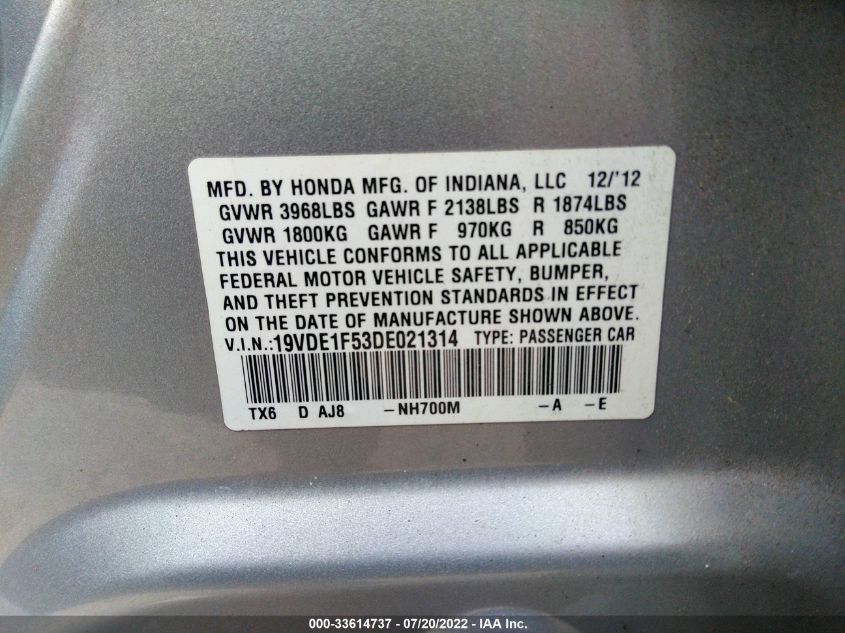 MFD. BY HONDA MFG. OF INDIANA, LLC 12/'12
GVWR 3968LBS GAWR F 2138LBS R 1874LBS
GVWR 1800KG GAWR F 970KG R 850KG
THIS VEHICLE CONFORMS TO ALL APPLICABLE
FEDERAL MOTOR VEHICLE SAFETY, BUMPER,
AND THEFT PREVENTION STANDARDS IN EFFECT
ON THE DATE OF MANUFACTURE SHOWN ABOVE.
V.I.N.:19VDE1F53DE021314 TYPE: PASSENGER CAR
TX6 D AJ8 -NH700M -A -E
000-33614737 - 07/20/2022 - IAA Inc.